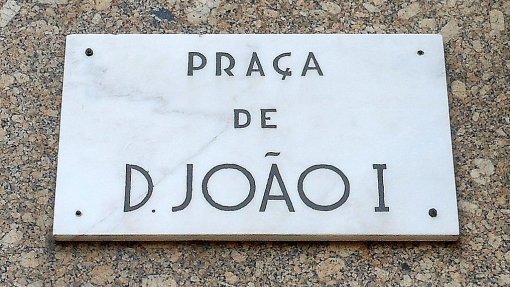 PRAÇA
DE
D. JOÃO I